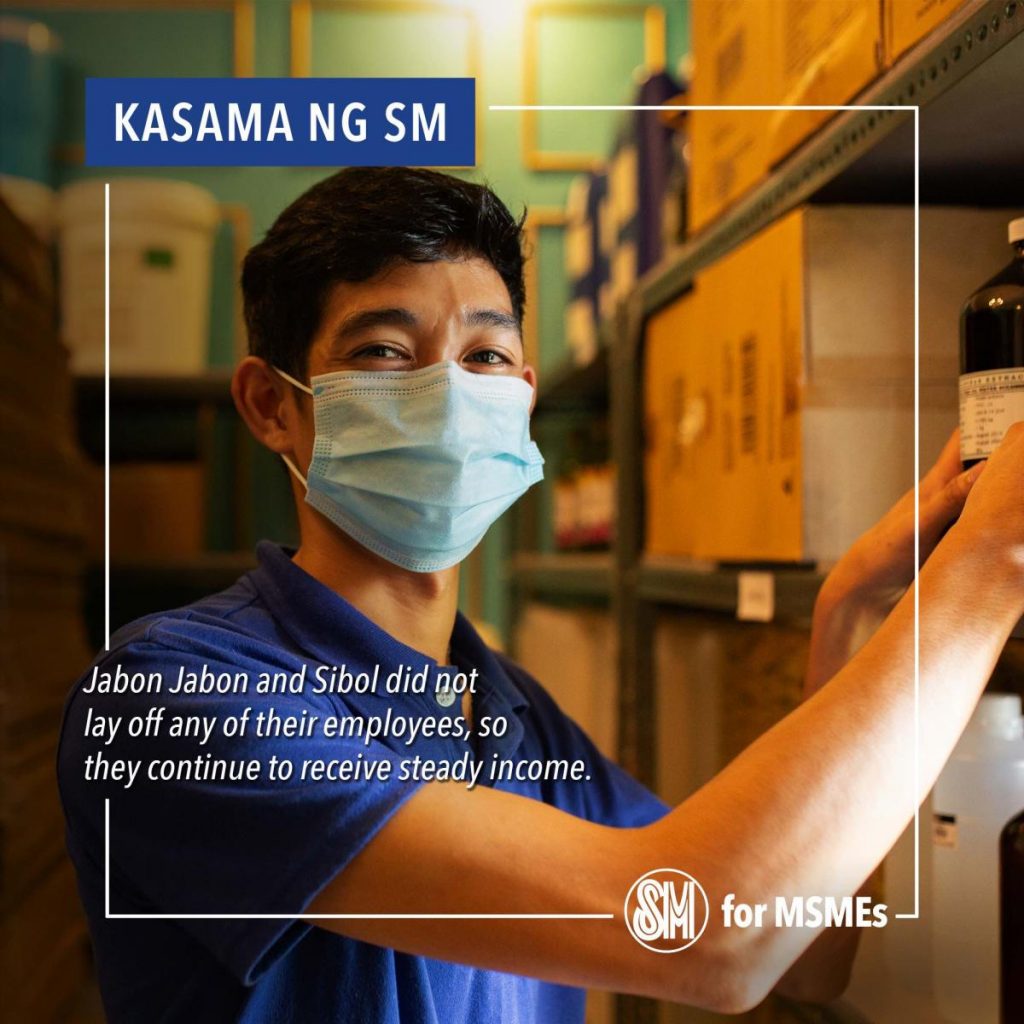 KASAMA NG SM
Jabon Jabon and Sibol did not
lay off any of their employees, so
they continue to receive steady income.
SM for MSMEs